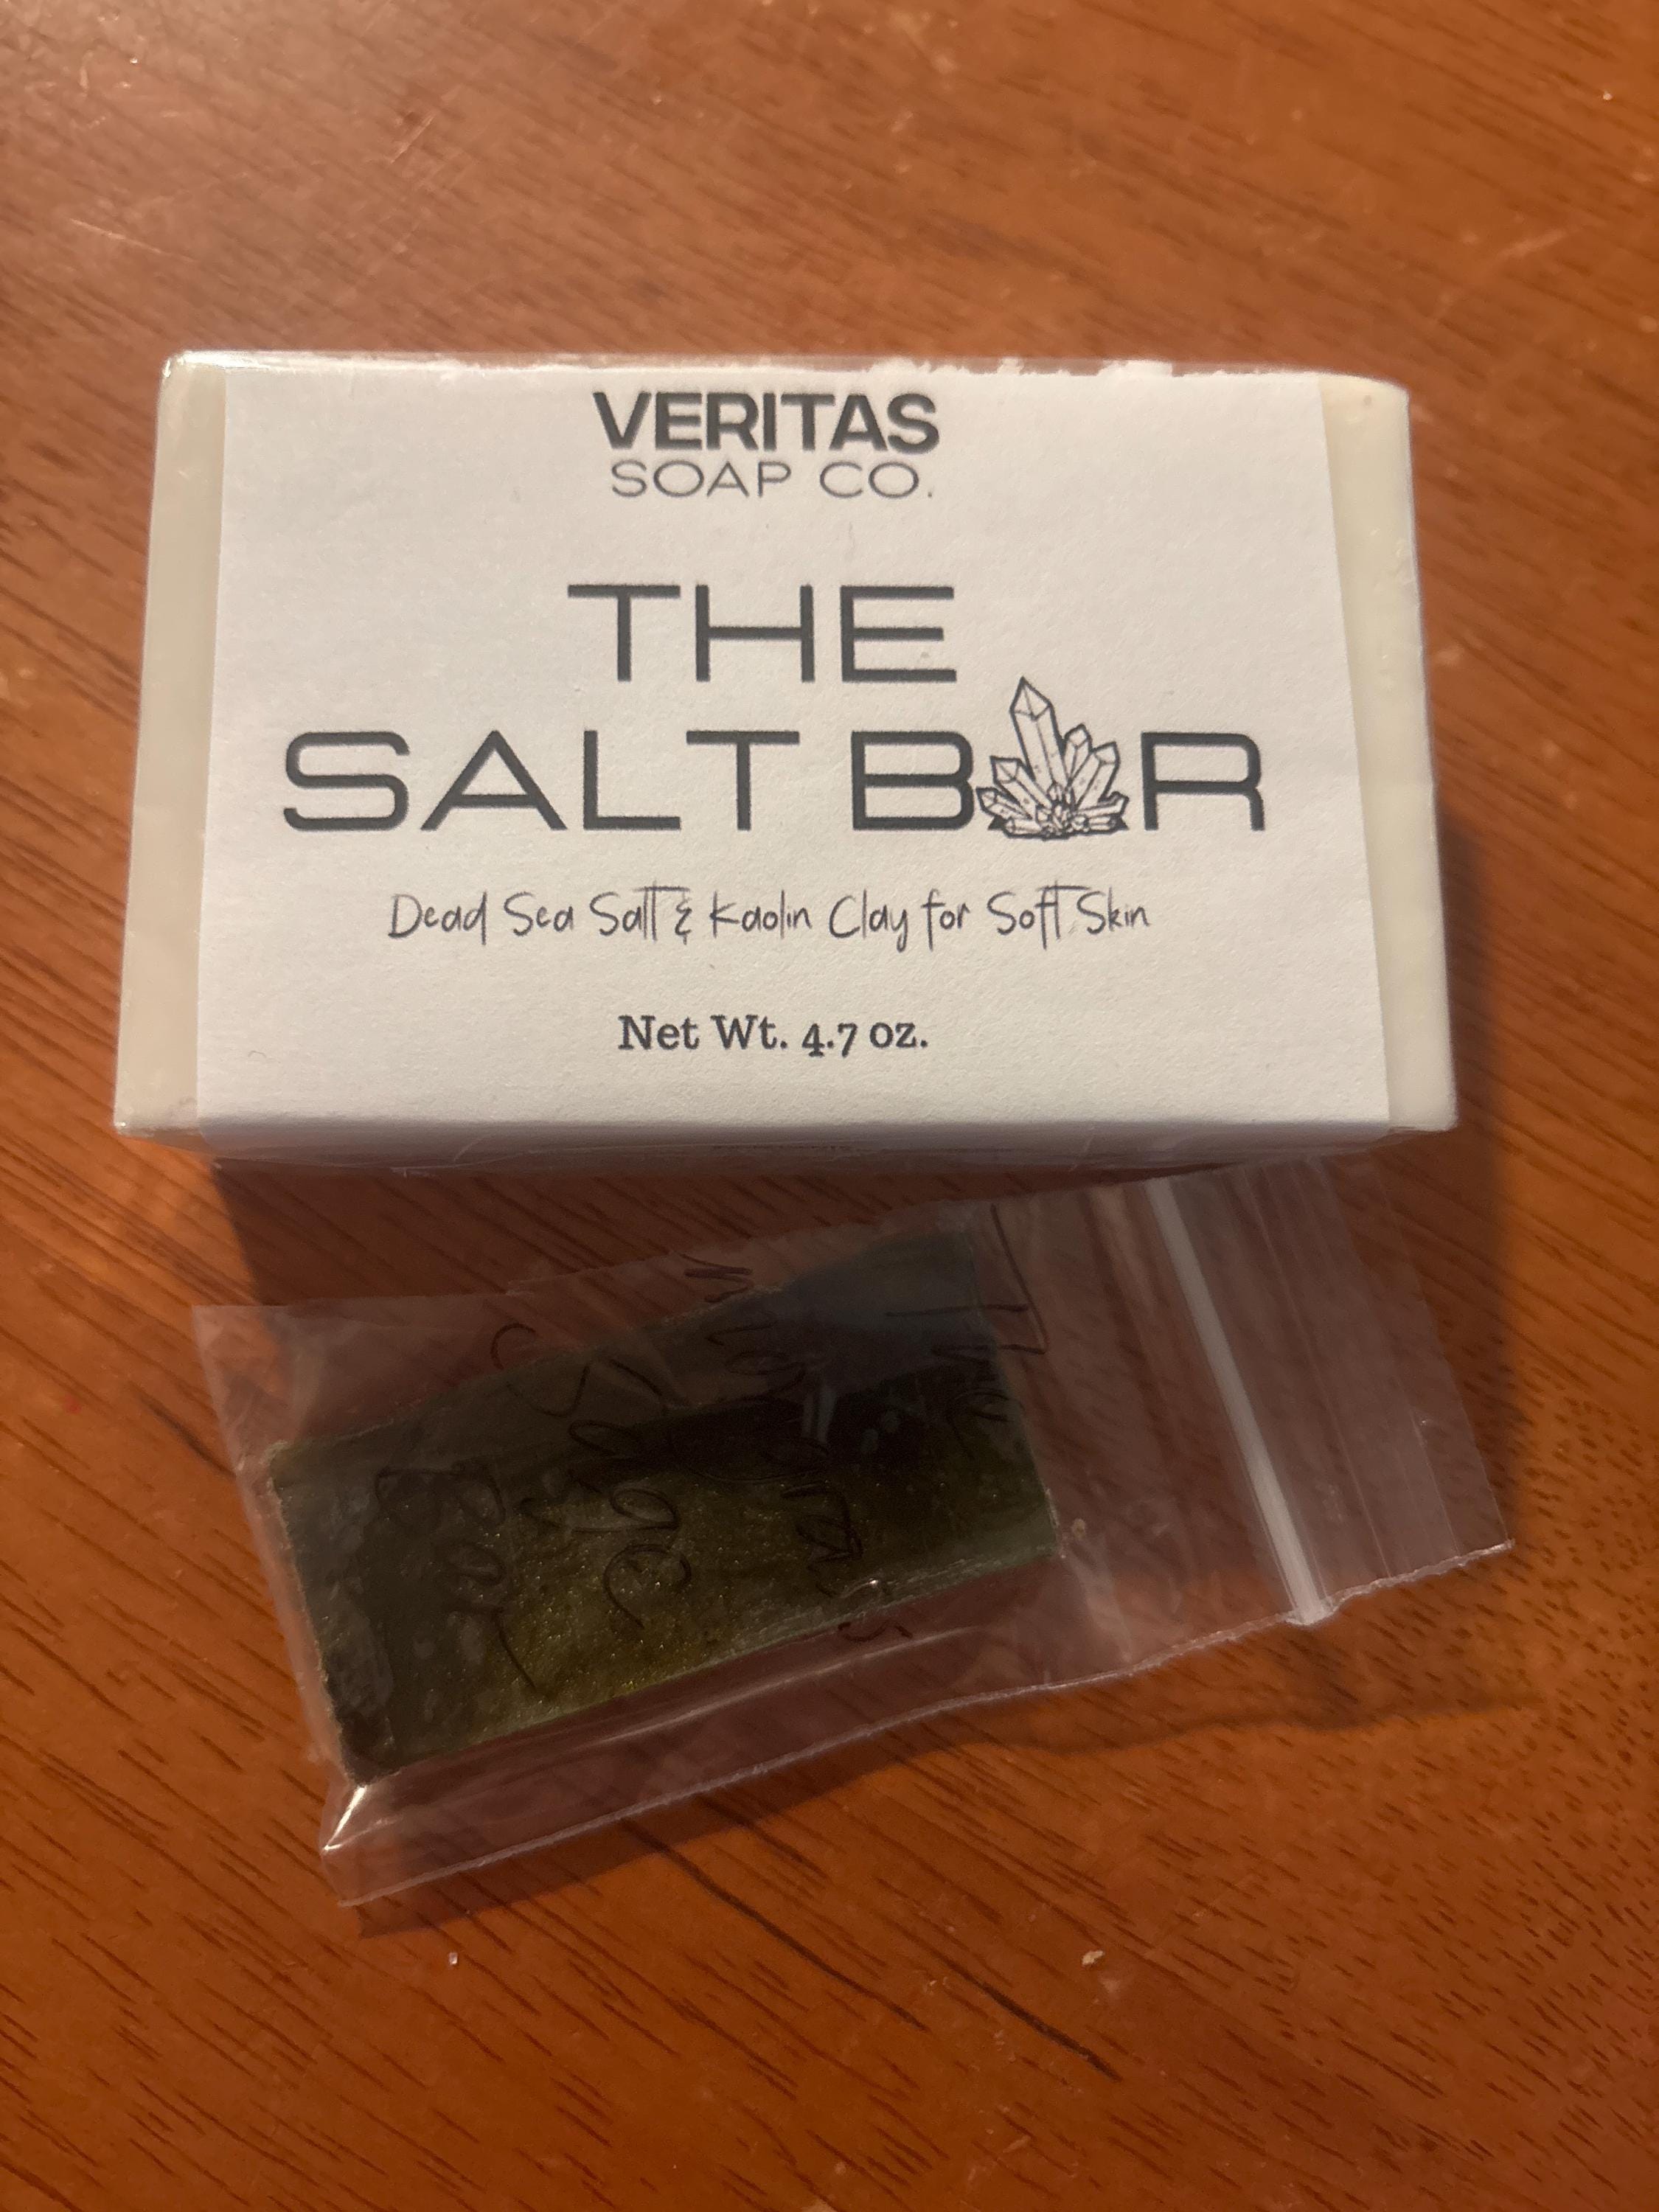 VERITAS
SOAP CO.
THE
SALT BAR
Dead Sea Salt & Kaolin Clay for Soft Skin
Net Wt. 4.7 oz.
The